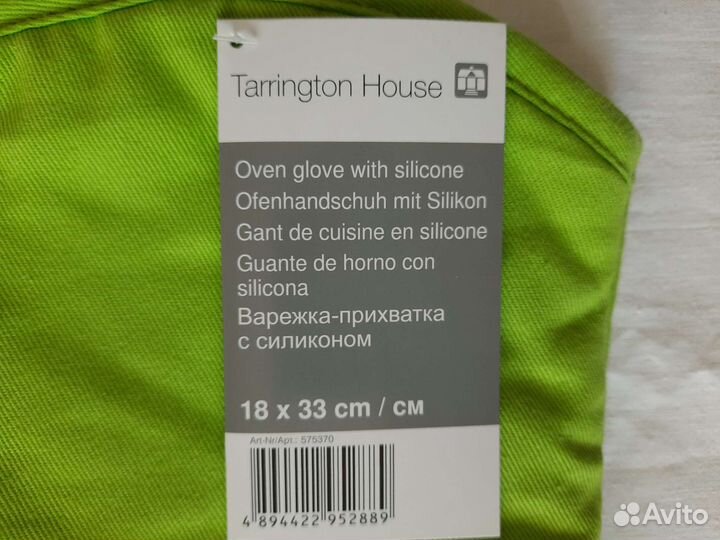 Tarrington House
Oven glove with silicone
Ofenhandschuh mit Silikon
Gant de cuisine en silicone
Guante de horno con
silicona
Варежка-прихватка
с силиконом
18 x 33 cm / см
Art-Nr/Арт.: 575370
4 894422 952889
Avito